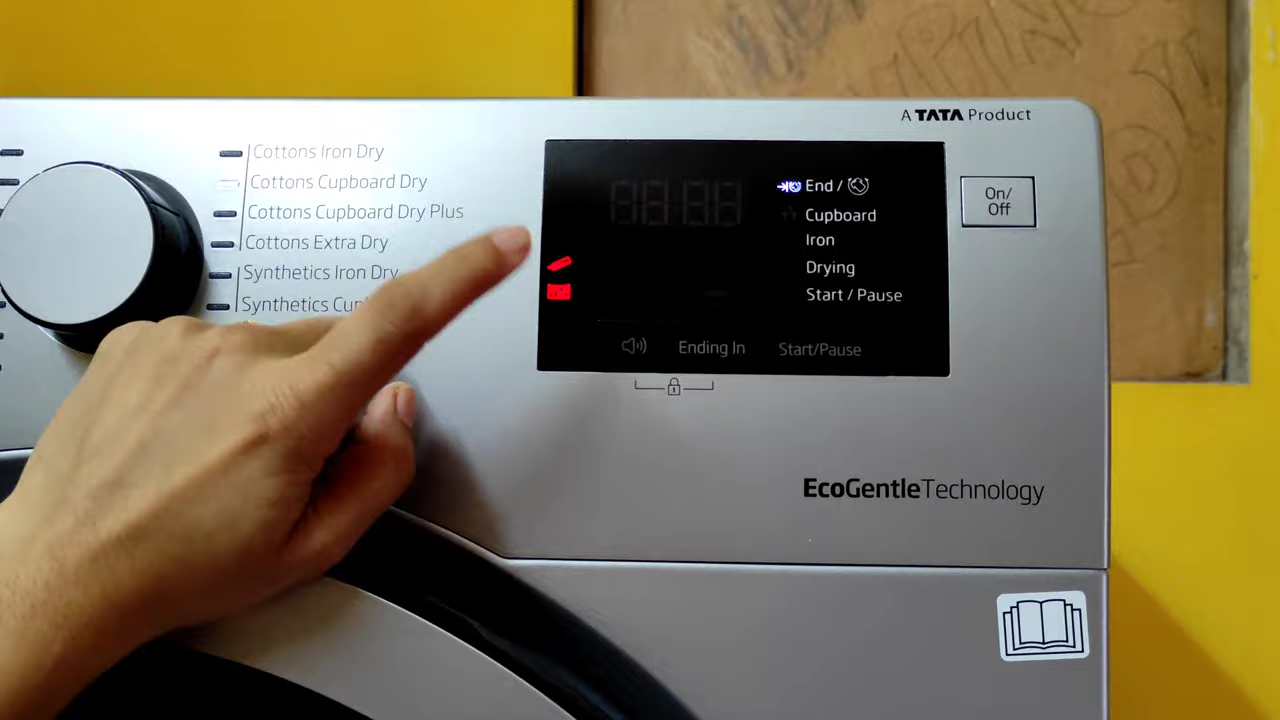 A TATA Product
Cottons Iron Dry
Cottons Cupboard Dry
Cottons Cupboard Dry Plus
Cottons Extra Dry
Synthetics Iron Dry
Synthetics Cup
End /
Cupboard
Iron
Drying
Start / Pause
Ending In
Start/Pause
On/
Off
EcoGentleTechnology